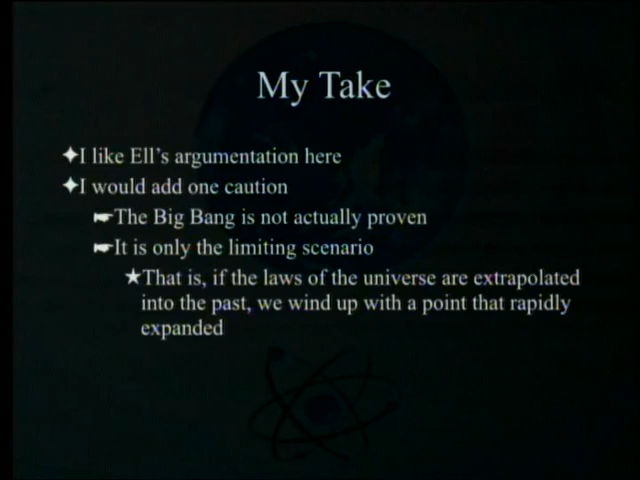 My Take
✦I like Ell's argumentation here
✦I would add one caution
☛The Big Bang is not actually proven
☛It is only the limiting scenario
★That is, if the laws of the universe are extrapolated
into the past, we wind up with a point that rapidly
expanded